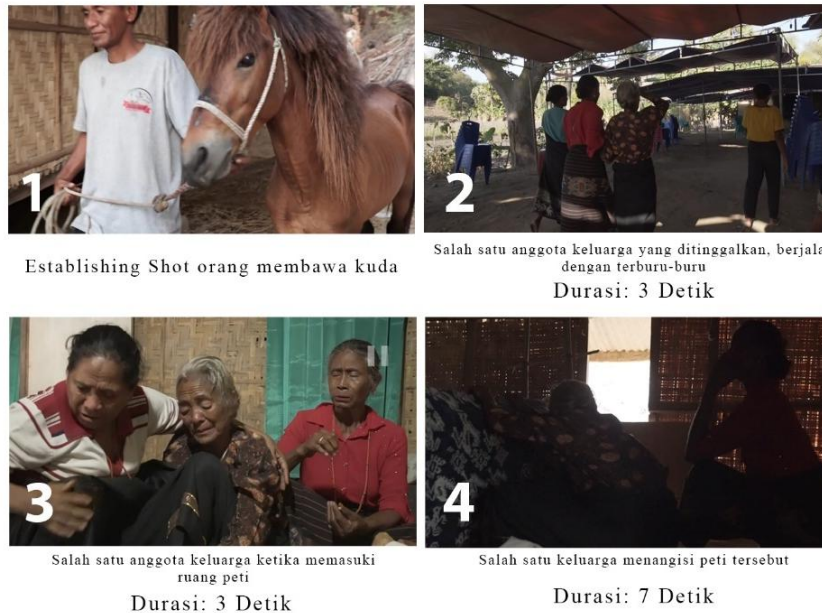 1
Establishing Shot orang membawa kuda
2
Salah satu anggota keluarga yang ditinggalkan, berjala
dengan terburu-buru
Durasi: 3 Detik
3
Salah satu anggota keluarga ketika memasuki
ruang peti
Durasi: 3 Detik
4
Salah satu keluarga menangisi peti tersebut
Durasi: 7 Detik